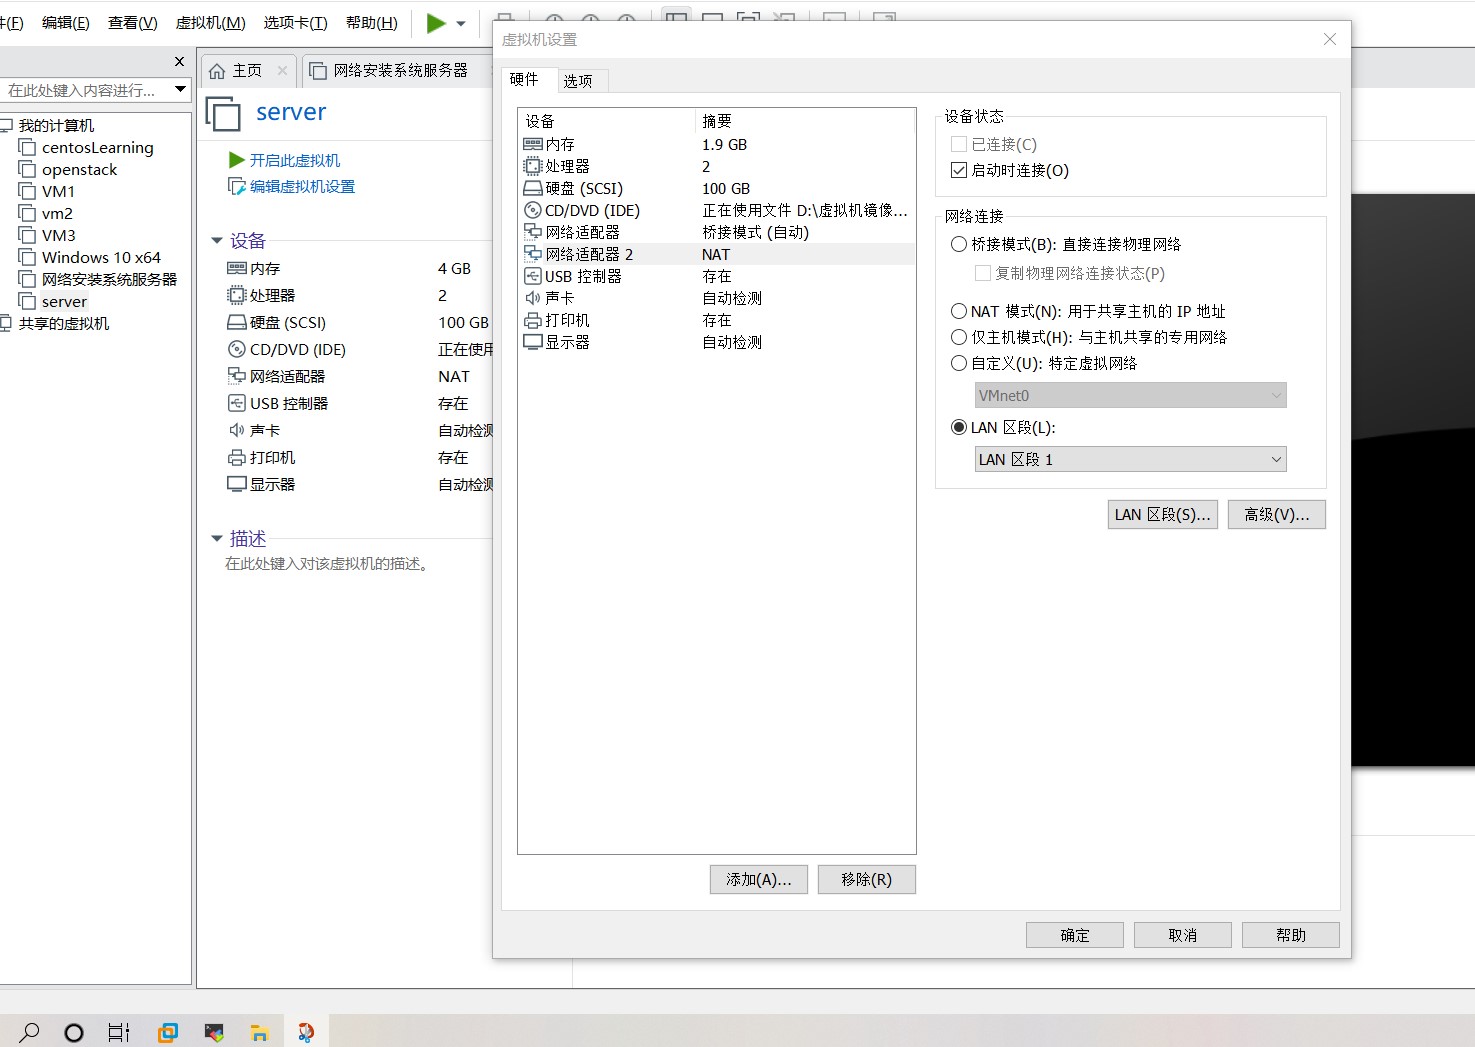 件(F) 编辑(E) 查看(V) 虚拟机(M) 选项卡(T) 帮助(H)
在此处键入内容进行...
我的计算机
centosLearning
openstack
VM1
vm2
VM3
Windows 10 x64
网络安装系统服务器
server
共享的虚拟机
主页
网络安装系统服务器
server
开启此虚拟机
编辑虚拟机设置
设备
内存 4 GB
处理器 2
硬盘 (SCSI) 100 GB
CD/DVD (IDE) 正在使用
网络适配器 NAT
USB 控制器 存在
声卡 自动检测
打印机 存在
显示器 自动检测
描述
在此处键入对该虚拟机的描述。
虚拟机设置
硬件 选项
设备 摘要
内存 1.9 GB
处理器 2
硬盘 (SCSI) 100 GB
CD/DVD (IDE) 正在使用文件 D:\虚拟机镜像...
网络适配器 桥接模式 (自动)
网络适配器 2 NAT
USB 控制器 存在
声卡 自动检测
打印机 存在
显示器 自动检测
添加(A)... 移除(R)
设备状态
已连接(C)
启动时连接(O)
网络连接
桥接模式(B): 直接连接物理网络
复制物理网络连接状态(P)
NAT 模式(N): 用于共享主机的 IP 地址
仅主机模式(H): 与主机共享的专用网络
自定义(U): 特定虚拟网络
VMnet0
LAN 区段(L):
LAN 区段 1
LAN 区段(S)... 高级(V)...
确定 取消 帮助